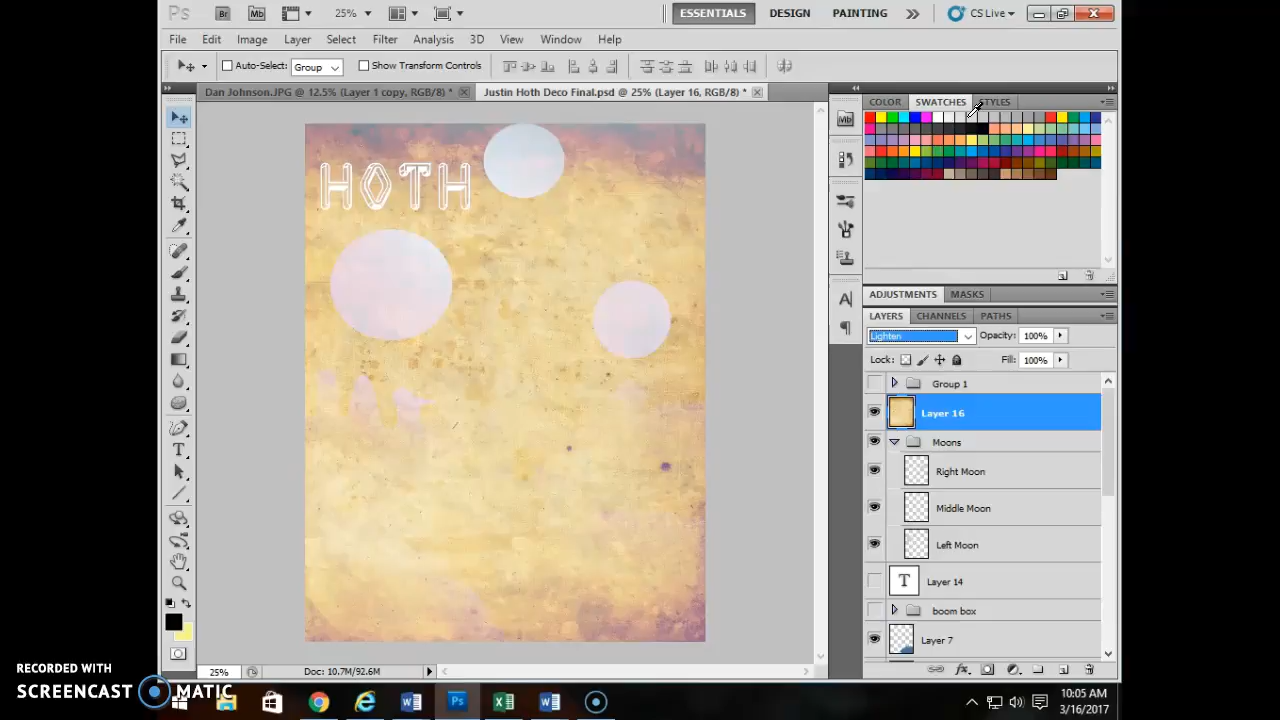 Ps Br Mb 25% ESSENTIALS DESIGN PAINTING CS Live
File Edit Image Layer Select Filter Analysis 3D View Window Help
Auto-Select: Group Show Transform Controls
Dan Johnson.JPG @ 12.5% (Layer 1 copy, RGB/8) * Justin Hoth Deco Final.psd @ 25% (Layer 16, RGB/8) *
COLOR SWATCHES STYLES
Mb
HOTH
ADJUSTMENTS MASKS
LAYERS CHANNELS PATHS
Lighten Opacity: 100%
Lock: Fill: 100%
Group 1
Layer 16
Moons
Right Moon
Middle Moon
Left Moon
T Layer 14
boom box
Layer 7
25% Doc: 10.7M/92.6M
RECORDED WITH
SCREENCAST MATIC
10:05 AM
3/16/2017